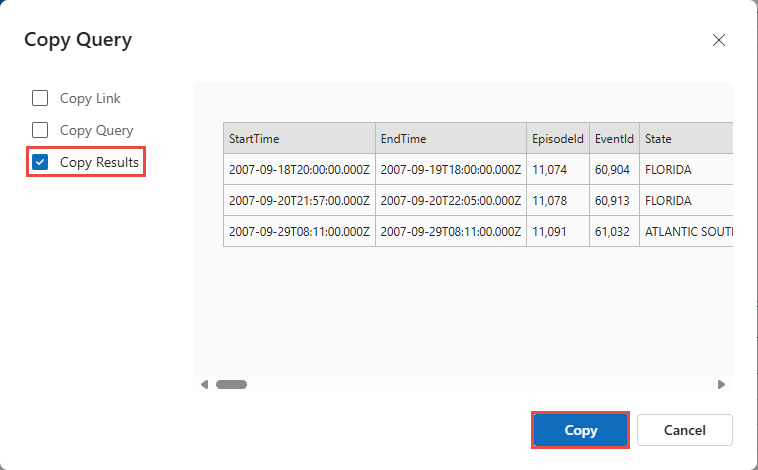 Copy Query
Copy Link
Copy Query
Copy Results
StartTime EndTime EpisodeId EventId State
2007-09-18T20:00:00.000Z 2007-09-19T18:00:00.000Z 11,074 60,904 FLORIDA
2007-09-20T21:57:00.000Z 2007-09-20T22:05:00.000Z 11,078 60,913 FLORIDA
2007-09-29T08:11:00.000Z 2007-09-29T08:11:00.000Z 11,091 61,032 ATLANTIC SOUT
Copy Cancel